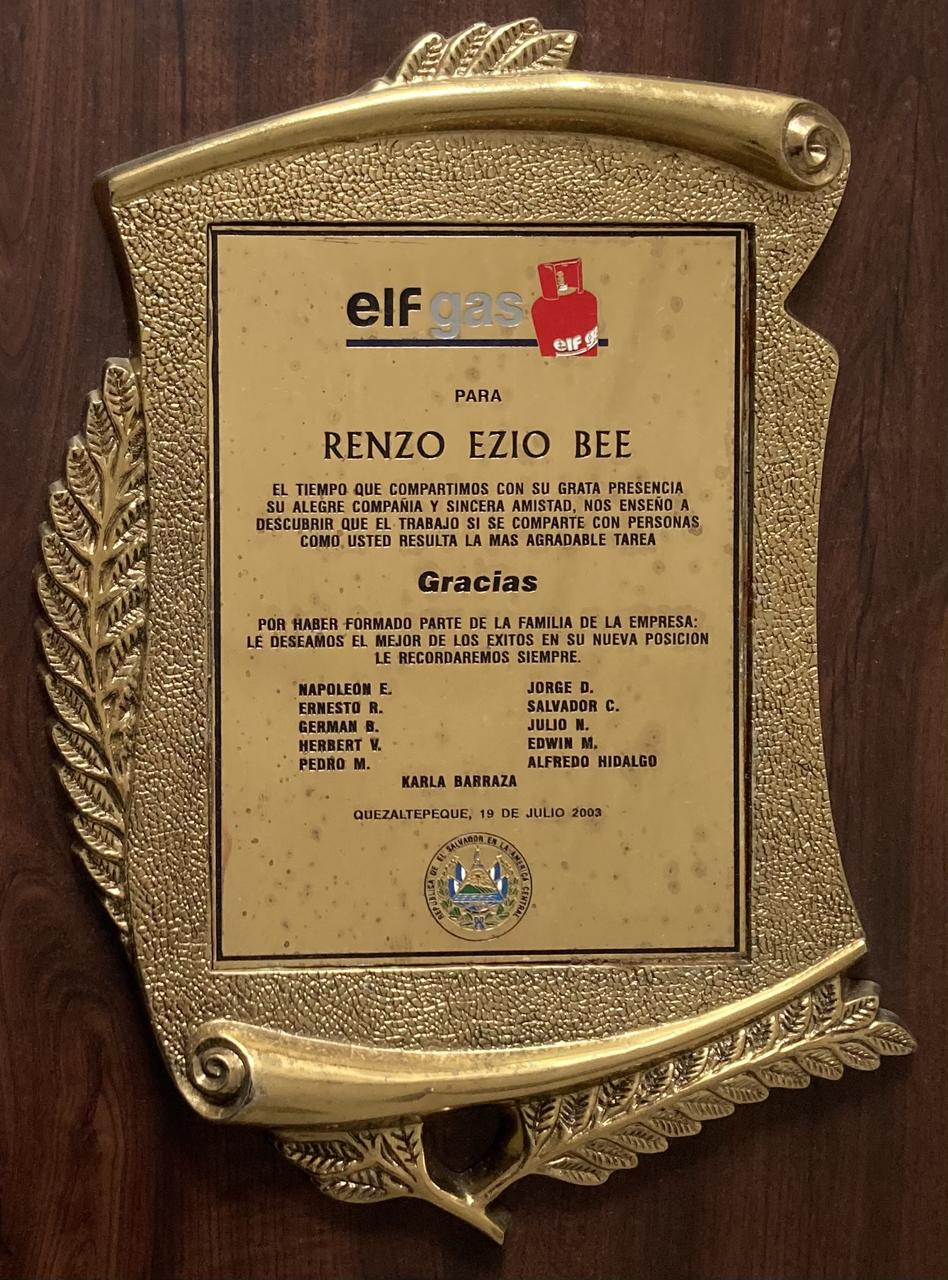 elf gas
elf ga
PARA
RENZO EZIO BEE
EL TIEMPO QUE COMPARTIMOS CON SU GRATA PRESENCIA
SU ALEGRE COMPAÑIA Y SINCERA AMISTAD, NOS ENSEÑO A
DESCUBRIR QUE EL TRABAJO SI SE COMPARTE CON PERSONAS
COMO USTED RESULTA LA MAS AGRADABLE TAREA
Gracias
POR HABER FORMADO PARTE DE LA FAMILIA DE LA EMPRESA:
LE DESEAMOS EL MEJOR DE LOS EXITOS EN SU NUEVA POSICION
LE RECORDAREMOS SIEMPRE.
NAPOLEON E. JORGE D.
ERNESTO R. SALVADOR C.
GERMAN B. JULIO N.
HERBERT V. EDWIN M.
PEDRO M. ALFREDO HIDALGO
KARLA BARRAZA
QUEZALTEPEQUE, 19 DE JULIO 2003
REPUBLICA DE EL SALVADOR EN LA AMERICA CENTRAL